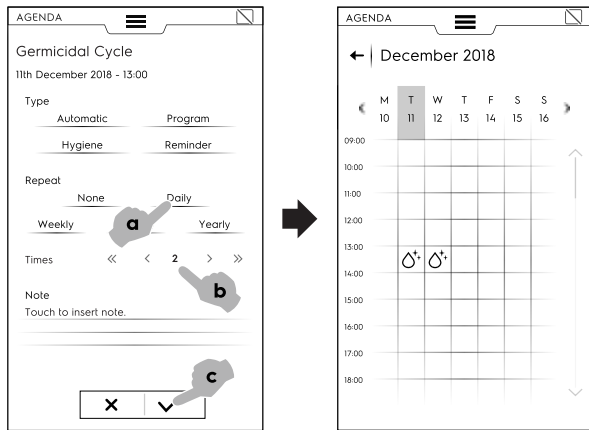 AGENDA
Germicidal Cycle
11th December 2018 - 13:00
Type
Automatic Program
Hygiene Reminder
Repeat
None Daily
Weekly Yearly
a
Times « < 2 > »
b
Note
Touch to insert note.
c
AGENDA
December 2018
M T W T F S S
10 11 12 13 14 15 16
09:00
10:00
11:00
12:00
13:00
14:00
15:00
16:00
17:00
18:00